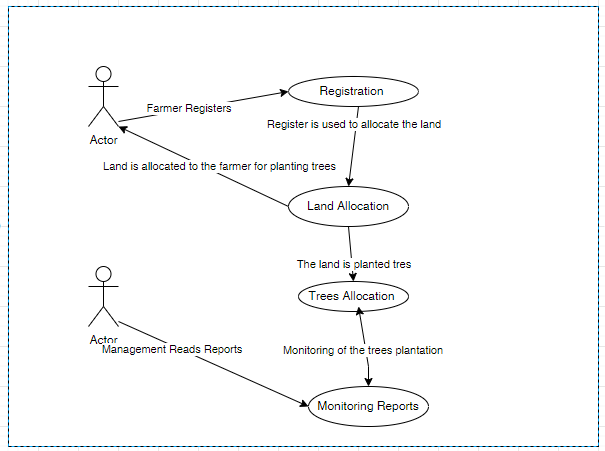 Registration
Farmer Registers
Register is used to allocate the land
Actor
Land is allocated to the farmer for planting trees
Land Allocation
The land is planted tres
Trees Allocation
Actor
Management Reads Reports
Monitoring of the trees plantation
Monitoring Reports